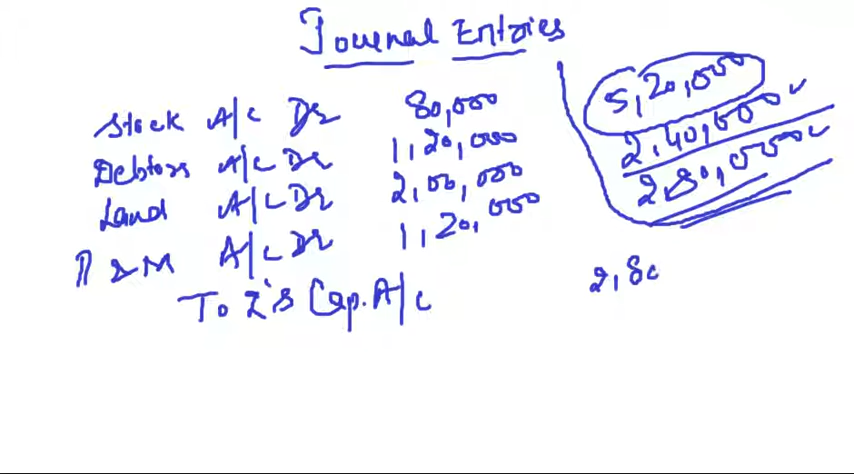 Journal Entries
Stock A/c Dr 80,000
Debtors A/c Dr 1,20,000
Land A/c Dr 2,00,000
P & M A/c Dr 1,20,000
To Z's Cap. A/c 2,80
5,20,000
2,40,000
2,80,000